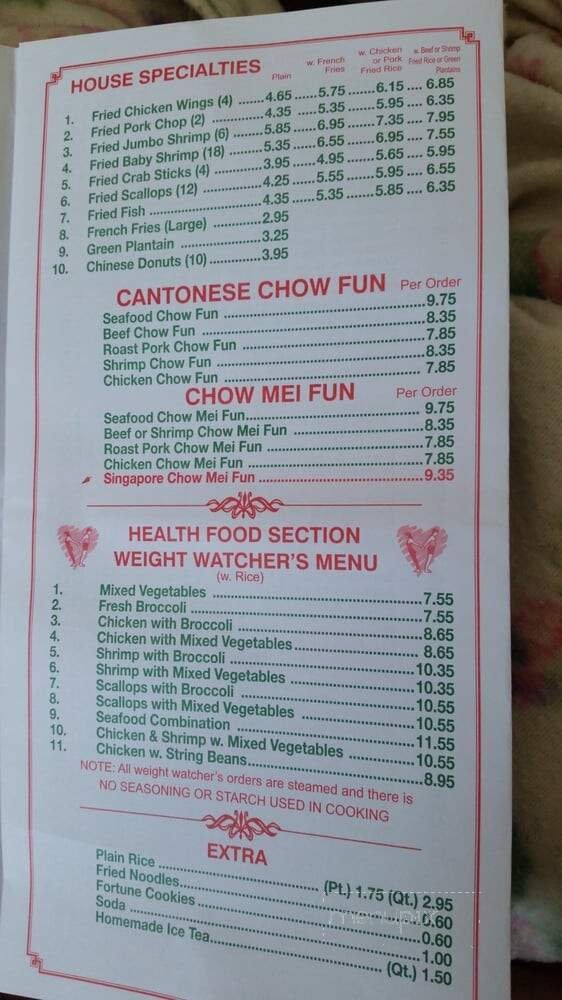 HOUSE SPECIALTIES Plain w. French Fries w. Chicken or Pork Fried Rice w. Beef or Shrimp Fried Rice or Green Plantains
1. Fried Chicken Wings (4) ........4.65......5.75 ......6.15 .... 6.85
2. Fried Pork Chop (2) ................4.35 ......5.35......5.95 .... 6.35
3. Fried Jumbo Shrimp (6) ........5.85......6.95 ......7.35 .... 7.95
4. Fried Baby Shrimp (18) .........5.35......6.55......6.95 .... 7.55
5. Fried Crab Sticks (4) ............3.95......4.95......5.65 .... 5.95
6. Fried Scallops (12) ...............4.25......5.55......5.95 .... 6.55
7. Fried Fish ............................4.35......5.35......5.85 .... 6.35
8. French Fries (Large) .............2.95
9. Green Plantain ....................3.25
10. Chinese Donuts (10).............3.95
CANTONESE CHOW FUN Per Order
Seafood Chow Fun ..................................................9.75
Beef Chow Fun .......................................................8.35
Roast Pork Chow Fun .............................................7.85
Shrimp Chow Fun ...................................................8.35
Chicken Chow Fun ................................................. 7.85
CHOW MEI FUN Per Order
Seafood Chow Mei Fun............................................ 9.75
Beef or Shrimp Chow Mei Fun .................................8.35
Roast Pork Chow Mei Fun .......................................7.85
Chicken Chow Mei Fun ............................................7.85
Singapore Chow Mei Fun .........................................9.35
HEALTH FOOD SECTION
WEIGHT WATCHER'S MENU
(w. Rice)
1. Mixed Vegetables ....................................................7.55
2. Fresh Broccoli .........................................................7.55
3. Chicken with Broccoli ..............................................8.65
4. Chicken with Mixed Vegetables................................ 8.65
5. Shrimp with Broccoli ..............................................10.35
6. Shrimp with Mixed Vegetables ...............................10.35
7. Scallops with Broccoli ............................................10.55
8. Scallops with Mixed Vegetables .............................10.55
9. Seafood Combination .............................................11.55
10. Chicken & Shrimp w. Mixed Vegetables ..................10.55
11. Chicken w. String Beans...........................................8.95
NOTE: All weight watcher's orders are steamed and there is
NO SEASONING OR STARCH USED IN COOKING
EXTRA
Plain Rice .................................... (Pt.) 1.75 (Qt.) 2.95
Fried Noodles..........................................................0.60
Fortune Cookies ......................................................0.60
Soda .......................................................................1.00
Homemade Ice Tea........................................ (Qt.) 1.50
menupix